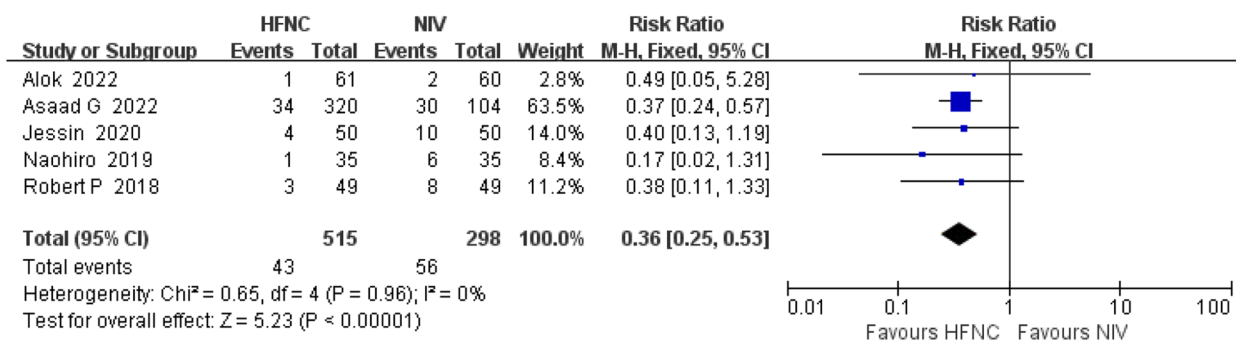 HFNC NIV Risk Ratio Risk Ratio
Study or Subgroup Events Total Events Total Weight M-H, Fixed, 95% CI M-H, Fixed, 95% CI
Alok 2022 1 61 2 60 2.8% 0.49 [0.05, 5.28]
Asaad G 2022 34 320 30 104 63.5% 0.37 [0.24, 0.57]
Jessin 2020 4 50 10 50 14.0% 0.40 [0.13, 1.19]
Naohiro 2019 1 35 6 35 8.4% 0.17 [0.02, 1.31]
Robert P 2018 3 49 8 49 11.2% 0.38 [0.11, 1.33]
Total (95% CI) 515 298 100.0% 0.36 [0.25, 0.53]
Total events 43 56
Heterogeneity: Chi² = 0.65, df = 4 (P = 0.96); I² = 0%
Test for overall effect: Z = 5.23 (P < 0.00001)
0.01 0.1 1 10 100
Favours HFNC Favours NIV